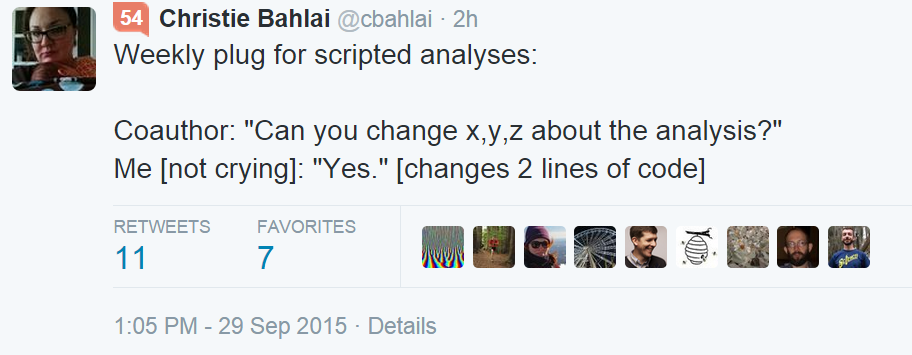 54 Christie Bahlai @cbahlai · 2h
Weekly plug for scripted analyses:
Coauthor: "Can you change x,y,z about the analysis?"
Me [not crying]: "Yes." [changes 2 lines of code]
RETWEETS FAVORITES
11 7
1:05 PM - 29 Sep 2015 · Details